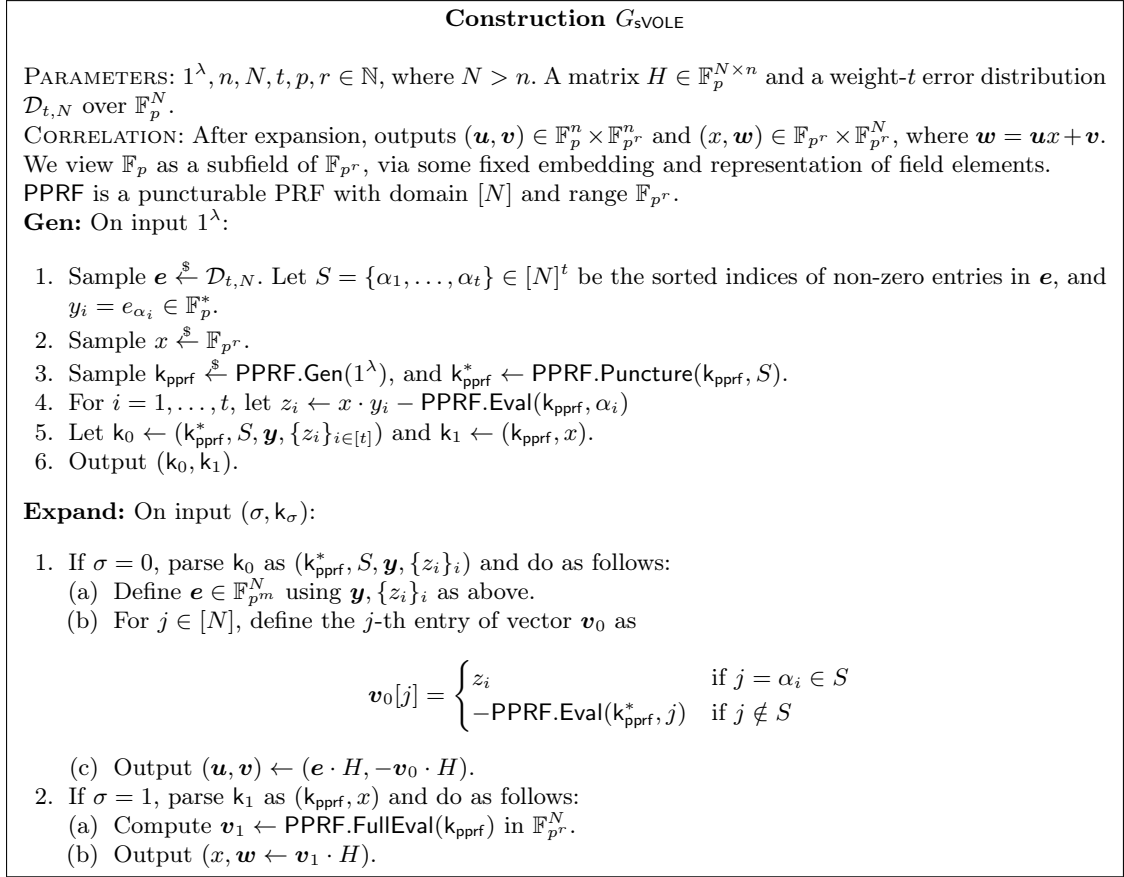 Construction G_sVOLE
PARAMETERS: 1^λ, n, N, t, p, r ∈ ℕ, where N > n. A matrix H ∈ 𝔽_p^{N×n} and a weight-t error distribution
𝒟_{t,N} over 𝔽_p^N.
CORRELATION: After expansion, outputs (𝒖, 𝒗) ∈ 𝔽_p^n × 𝔽_{p^r}^n and (x, 𝒘) ∈ 𝔽_{p^r} × 𝔽_{p^r}^N, where 𝒘 = 𝒖x + 𝒗.
We view 𝔽_p as a subfield of 𝔽_{p^r}, via some fixed embedding and representation of field elements.
PPRF is a puncturable PRF with domain [N] and range 𝔽_{p^r}.
Gen: On input 1^λ:
1. Sample 𝒆 ←$ 𝒟_{t,N}. Let S = {α_1, . . . , α_t} ∈ [N]^t be the sorted indices of non-zero entries in 𝒆, and
y_i = e_{α_i} ∈ 𝔽_p^*.
2. Sample x ←$ 𝔽_{p^r}.
3. Sample k_pprf ←$ PPRF.Gen(1^λ), and k_pprf^* ← PPRF.Puncture(k_pprf, S).
4. For i = 1, . . . , t, let z_i ← x · y_i − PPRF.Eval(k_pprf, α_i)
5. Let k_0 ← (k_pprf^*, S, 𝒚, {z_i}_{i∈[t]}) and k_1 ← (k_pprf, x).
6. Output (k_0, k_1).
Expand: On input (σ, k_σ):
1. If σ = 0, parse k_0 as (k_pprf^*, S, 𝒚, {z_i}_i) and do as follows:
(a) Define 𝒆 ∈ 𝔽_{p^m}^N using 𝒚, {z_i}_i as above.
(b) For j ∈ [N], define the j-th entry of vector 𝒗_0 as
𝒗_0[j] = { z_i if j = α_i ∈ S
−PPRF.Eval(k_pprf^*, j) if j ∉ S
(c) Output (𝒖, 𝒗) ← (𝒆 · H, −𝒗_0 · H).
2. If σ = 1, parse k_1 as (k_pprf, x) and do as follows:
(a) Compute 𝒗_1 ← PPRF.FullEval(k_pprf) in 𝔽_{p^r}^N.
(b) Output (x, 𝒘 ← 𝒗_1 · H).